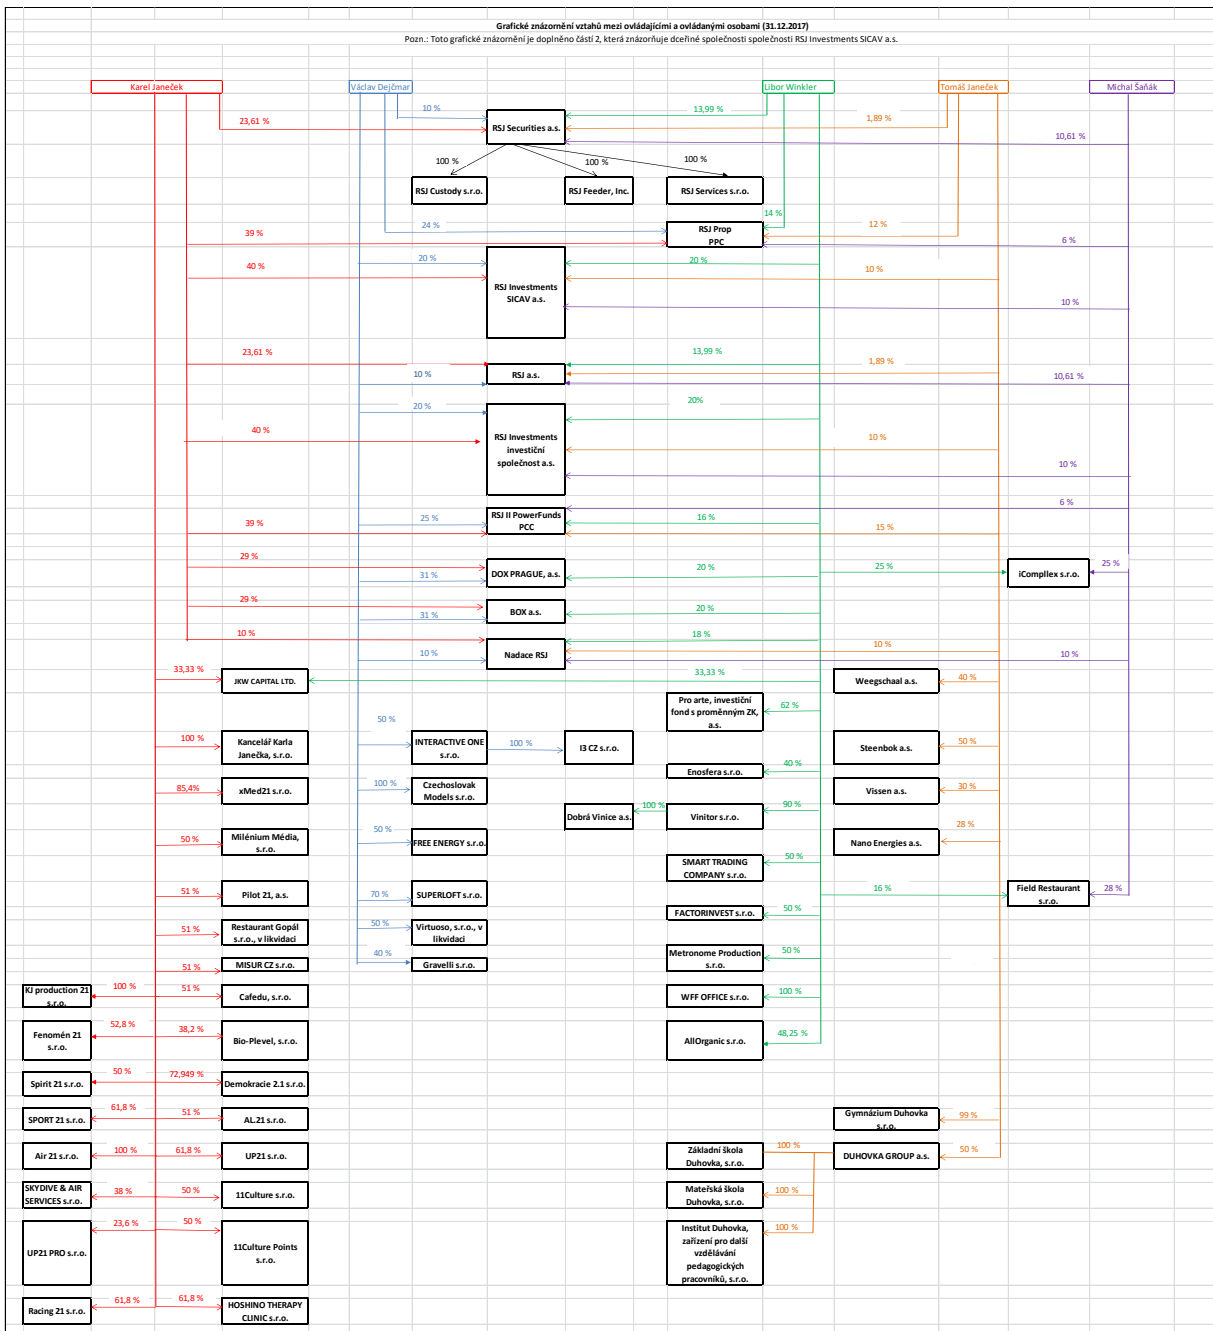 Grafické znázornění vztahů mezi ovládajícími a ovládanými osobami (31.12.2017)
Pozn.: Toto grafické znázornění je doplněno částí 2, která znázorňuje dceřiné společnosti společnosti RSJ Investments SICAV a.s.
Karel Janeček
Václav Dejčmar
Libor Winkler
Tomáš Janeček
Michal Šaňák
10 %
13,99 %
23,61 %
RSJ Securities a.s.
1,89 %
10,61 %
100 %
100 %
100 %
RSJ Custody s.r.o.
RSJ Feeder, Inc.
RSJ Services s.r.o.
14 %
39 %
24 %
RSJ Prop
PPC
12 %
6 %
20 %
20 %
40 %
10 %
RSJ Investments
SICAV a.s.
10 %
23,61 %
13,99 %
10 %
RSJ a.s.
1,89 %
10,61 %
20 %
20%
40 %
RSJ Investments
investiční
společnost a.s.
10 %
10 %
6 %
39 %
25 %
RSJ II PowerFunds
PCC
16 %
15 %
29 %
31 %
DOX PRAGUE, a.s.
20 %
25 %
iCompllex s.r.o.
25 %
29 %
31 %
BOX a.s.
20 %
10 %
18 %
10 %
Nadace RSJ
10 %
10 %
33,33 %
JKW CAPITAL LTD.
33,33 %
Weegschaal a.s.
40 %
Pro arte, investiční
fond s proměnným ZK,
a.s.
62 %
50 %
100 %
Kancelář Karla
Janečka, s.r.o.
INTERACTIVE ONE
s.r.o.
100 %
I3 CZ s.r.o.
Steenbok a.s.
50 %
Enosfera s.r.o.
40 %
85,4%
xMed21 s.r.o.
100 %
Czechoslovak
Models s.r.o.
Vissen a.s.
30 %
Dobrá Vinice a.s.
100 %
Vinitor s.r.o.
90 %
50 %
Milénium Média,
s.r.o.
50 %
FREE ENERGY s.r.o.
Nano Energies a.s.
28 %
SMART TRADING
COMPANY s.r.o.
50 %
51 %
Pilot 21, a.s.
70 %
SUPERLOFT s.r.o.
16 %
Field Restaurant
s.r.o.
28 %
FACTORINVEST s.r.o.
50 %
51 %
Restaurant Gopál
s.r.o., v likvidaci
50 %
Virtuoso, s.r.o., v
likvidaci
Metronome Production
s.r.o.
50 %
51 %
MISUR CZ s.r.o.
40 %
Gravelli s.r.o.
KJ production 21
s.r.o.
100 %
51 %
Cafedu, s.r.o.
WFF OFFICE s.r.o.
100 %
Fenomén 21
s.r.o.
52,8 %
38,2 %
Bio-Plevel, s.r.o.
AllOrganic s.r.o.
48,25 %
Spirit 21 s.r.o.
50 %
72,949 %
Demokracie 2.1 s.r.o.
SPORT 21 s.r.o.
61,8 %
51 %
AL.21 s.r.o.
Gymnázium Duhovka
s.r.o.
99 %
Air 21 s.r.o.
100 %
61,8 %
UP21 s.r.o.
Základní škola
Duhovka, s.r.o.
100 %
DUHOVKA GROUP a.s.
50 %
SKYDIVE & AIR
SERVICES s.r.o.
38 %
50 %
11Culture s.r.o.
Mateřská škola
Duhovka, s.r.o.
100 %
UP21 PRO s.r.o.
23,6 %
50 %
11Culture Points
s.r.o.
Institut Duhovka,
zařízení pro další
vzdělávání
pedagogických
pracovníků, s.r.o.
100 %
Racing 21 s.r.o.
61,8 %
61,8 %
HOSHINO THERAPY
CLINIC s.r.o.